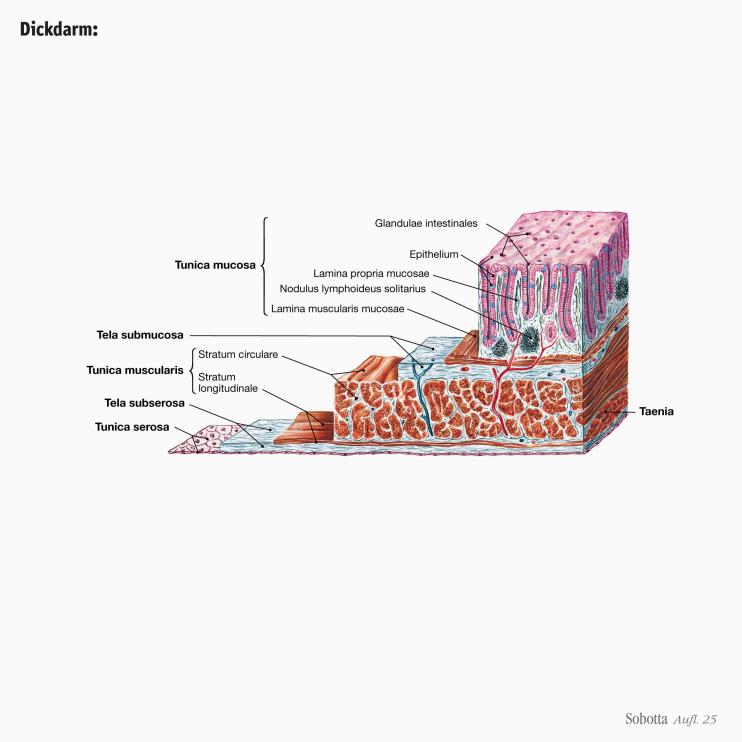 Dickdarm:
Glandulae intestinales
Epithelium
Tunica mucosa
Lamina propria mucosae
Nodulus lymphoideus solitarius
Lamina muscularis mucosae
Tela submucosa
Stratum circulare
Tunica muscularis
Stratum
longitudinale
Tela subserosa
Tunica serosa
Taenia
Sobotta Aufl. 25